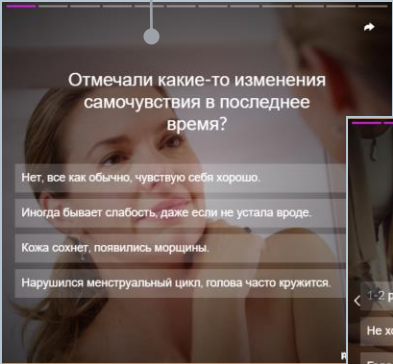 Отмечали какие-то изменения
самочувствия в последнее
время?
Нет, все как обычно, чувствую себя хорошо.
Иногда бывает слабость, даже если не устала вроде.
Кожа сохнет, появились морщины.
Нарушился менструальный цикл, голова часто кружится.
1-2 р
Не хо